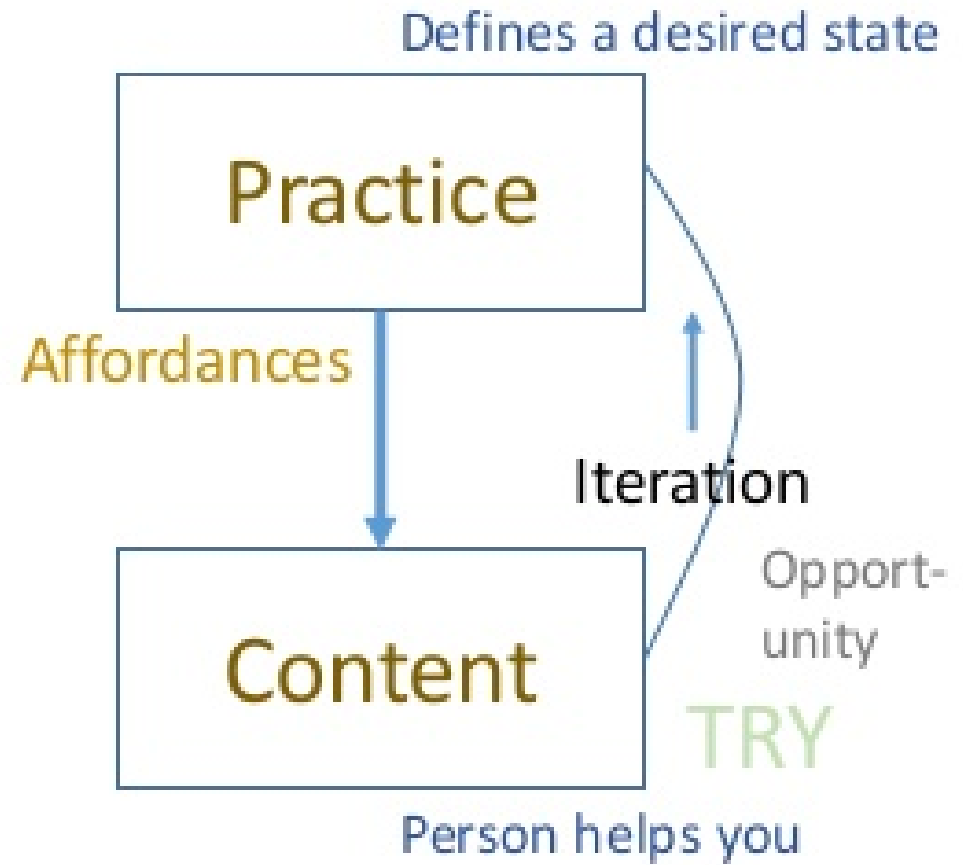 Defines a desired state
Practice
Affordances
Iteration
Opport-
unity
Content
TRY
Person helps you